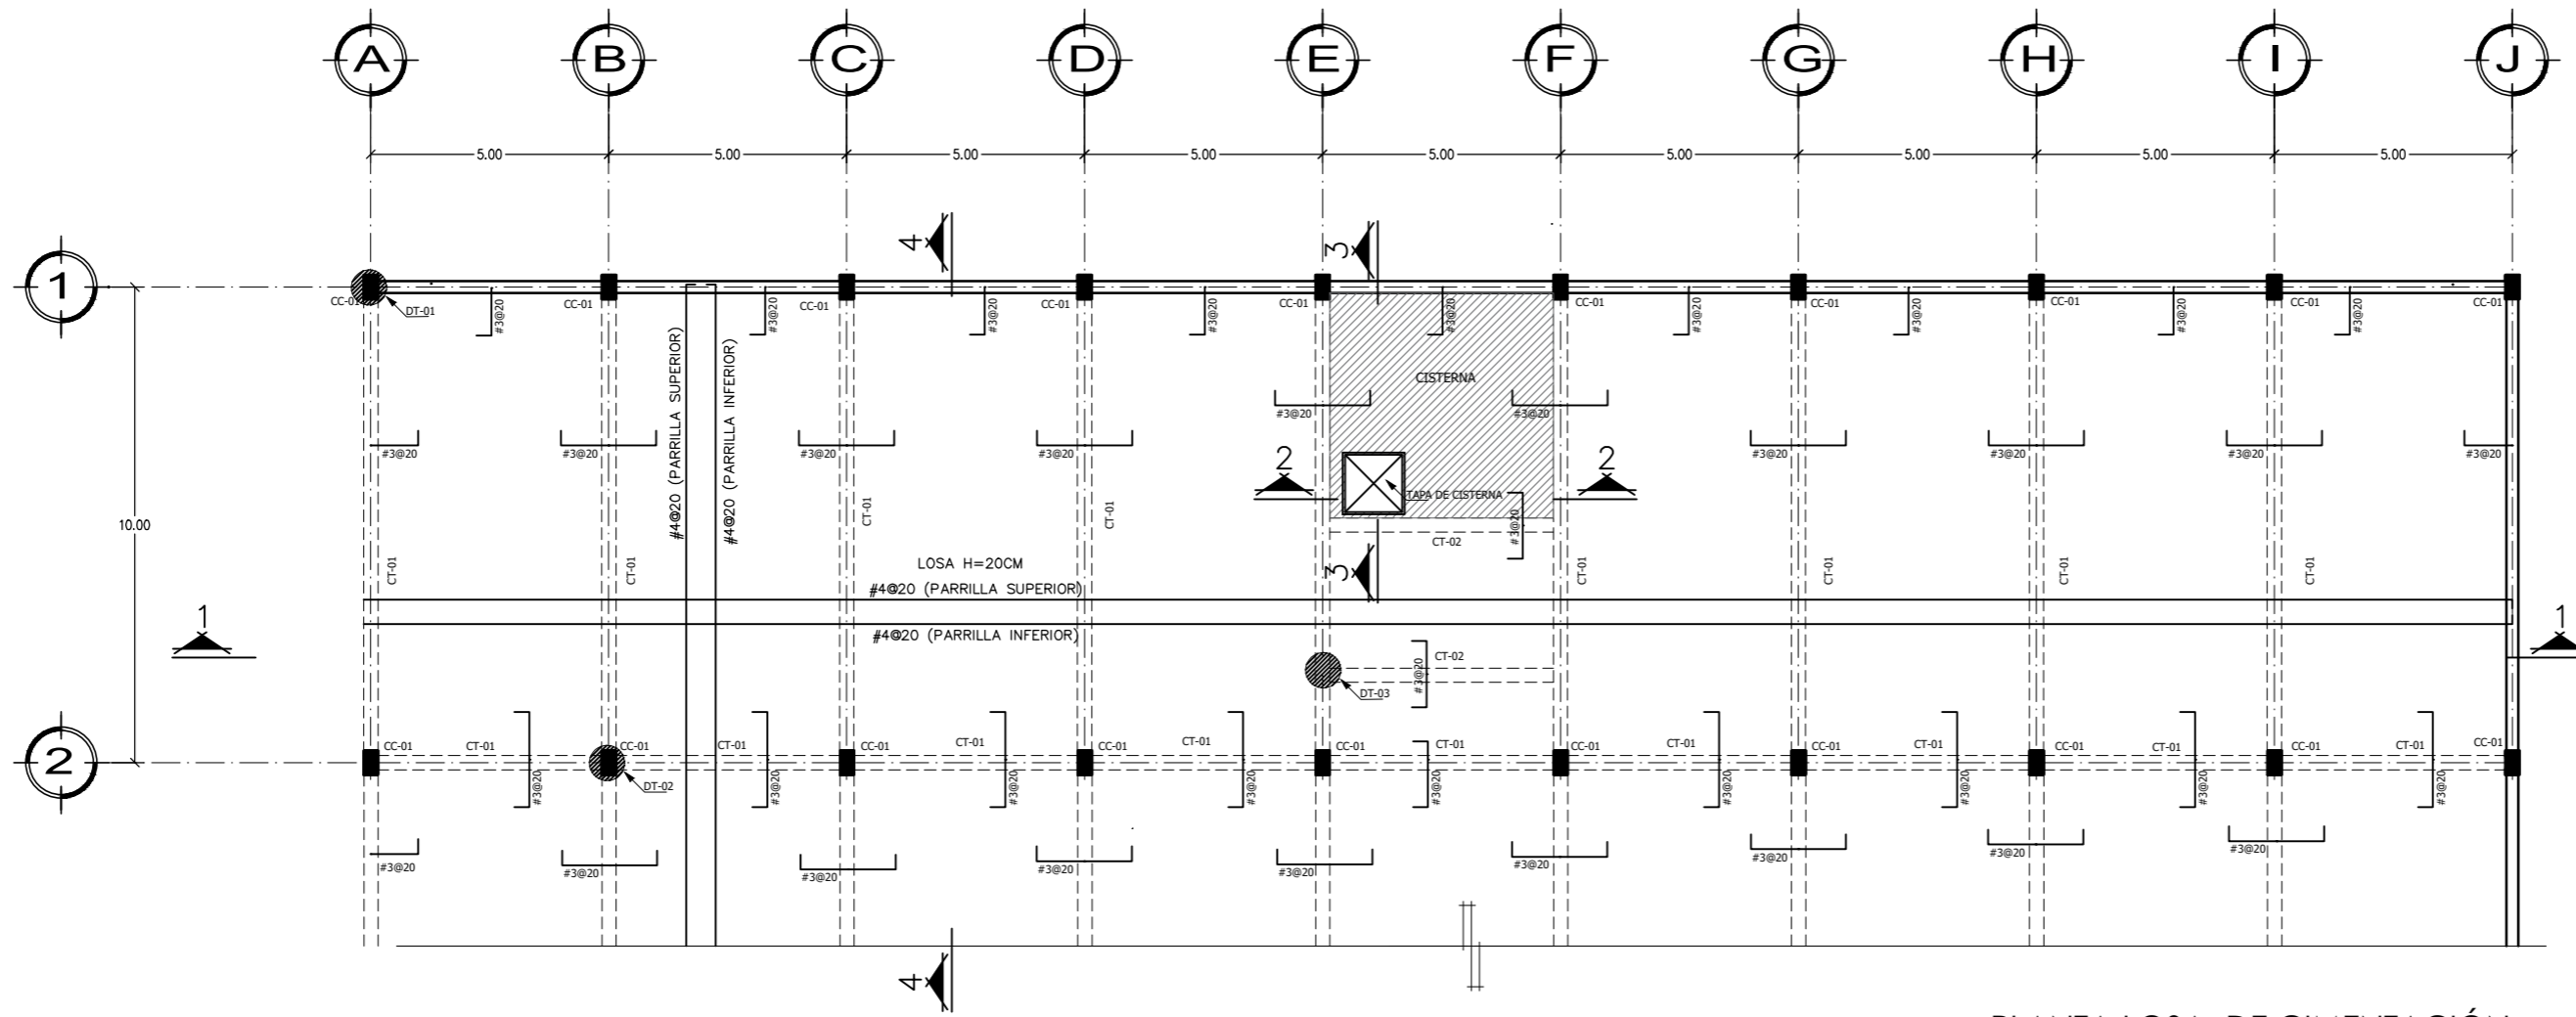 A B C D E F G H I J
5.00 5.00 5.00 5.00 5.00 5.00 5.00 5.00 5.00
4 3
1
CC-01 CC-01 CC-01 CC-01 CC-01 CC-01 CC-01 CC-01 CC-01 CC-01
DT-01
#3@20 #3@20 #3@20 #3@20 #3@20 #3@20 #3@20 #3@20 #3@20
#4@20 (PARRILLA SUPERIOR)
#4@20 (PARRILLA INFERIOR)
CISTERNA
#3@20 #3@20
#3@20 #3@20 #3@20 #3@20 #3@20 #3@20 #3@20 #3@20
2 2
TAPA DE CISTERNA
#3@20
10.00
CT-01 CT-01
CT-02
LOSA H=20CM
CT-01 CT-01 CT-01 CT-01 CT-01 CT-01
3
#4@20 (PARRILLA SUPERIOR)
1 1
#4@20 (PARRILLA INFERIOR)
CT-02
#3@20
DT-03
2
CC-01 CT-01 CC-01 CT-01 CC-01 CT-01 CC-01 CT-01 CC-01 CT-01 CC-01 CT-01 CC-01 CT-01 CC-01 CT-01 CC-01 CT-01 CC-01
DT-02
#3@20 #3@20 #3@20 #3@20 #3@20 #3@20 #3@20 #3@20 #3@20
#3@20 #3@20 #3@20 #3@20 #3@20 #3@20 #3@20 #3@20 #3@20
4
PLANTA LOSA DE CIMENTACIÓN